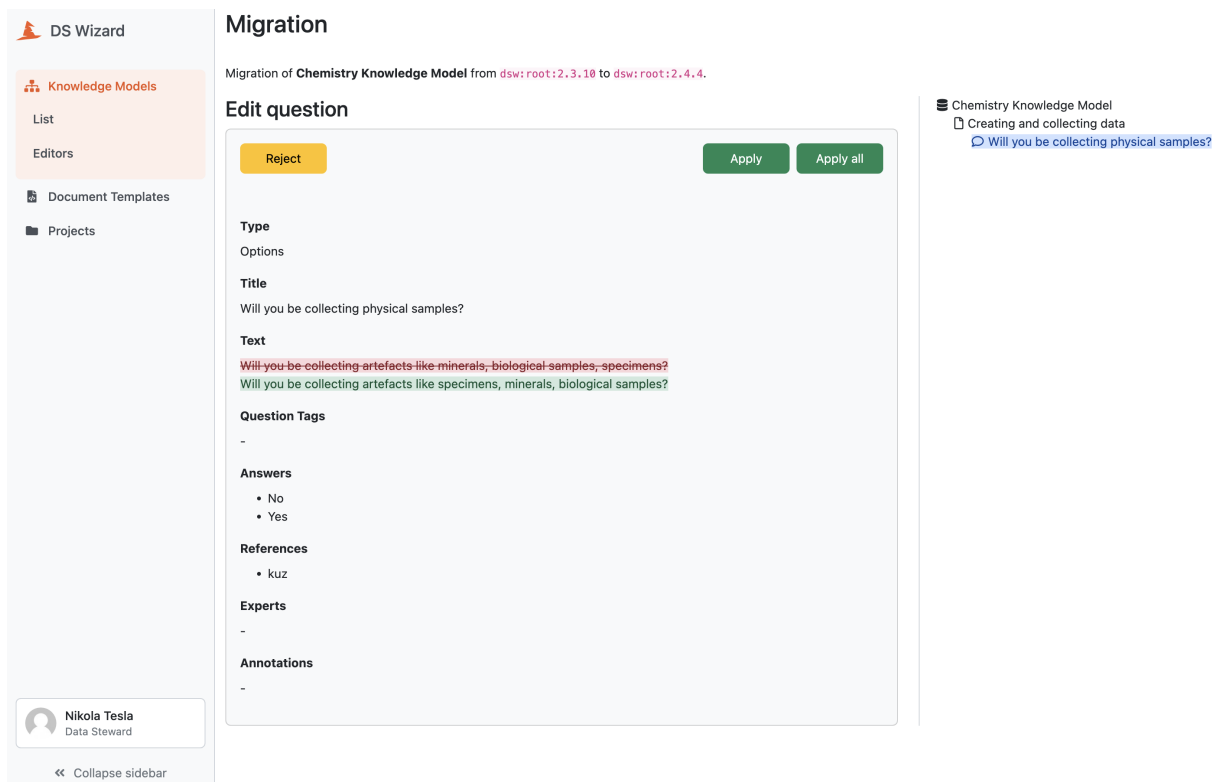 DS Wizard
Knowledge Models
List
Editors
Document Templates
Projects
Nikola Tesla
Data Steward
Collapse sidebar
Migration
Migration of Chemistry Knowledge Model from dsw:root:2.3.10 to dsw:root:2.4.4.
Edit question
Reject
Apply
Apply all
Type
Options
Title
Will you be collecting physical samples?
Text
Will you be collecting artefacts like minerals, biological samples, specimens?
Will you be collecting artefacts like specimens, minerals, biological samples?
Question Tags
-
Answers
• No
• Yes
References
• kuz
Experts
-
Annotations
-
Chemistry Knowledge Model
Creating and collecting data
Will you be collecting physical samples?